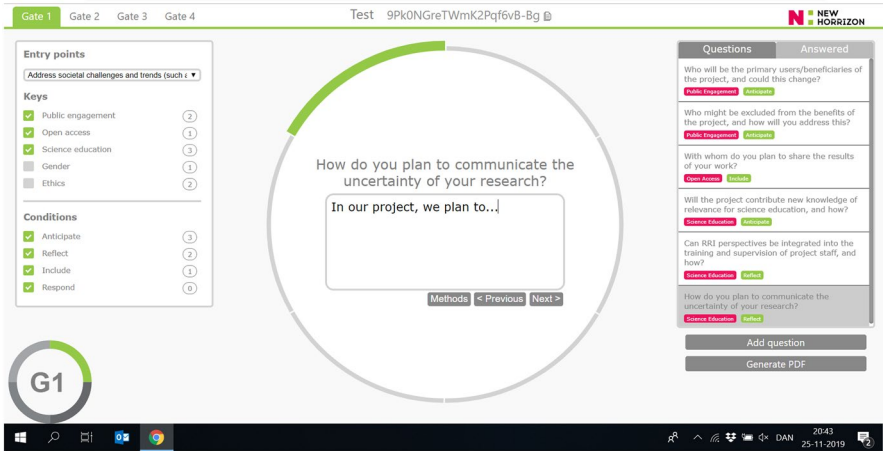 Gate 1 Gate 2 Gate 3 Gate 4
Test 9Pk0NGreTWmK2Pqf6vB-Bg
NEW
HORRIZON
Entry points
Address societal challenges and trends (such a
Keys
Public engagement 2
Open access 1
Science education 3
Gender 1
Ethics 2
Conditions
Anticipate 3
Reflect 2
Include 1
Respond 0
G1
How do you plan to communicate the
uncertainty of your research?
In our project, we plan to...
Methods < Previous Next >
Questions Answered
Who will be the primary users/beneficiaries of
the project, and could this change?
Public Engagement Anticipate
Who might be excluded from the benefits of
the project, and how will you address this?
Public Engagement Anticipate
With whom do you plan to share the results
of your work?
Open Access Include
Will the project contribute new knowledge of
relevance for science education, and how?
Science Education Anticipate
Can RRI perspectives be integrated into the
training and supervision of project staff, and
how?
Science Education Reflect
How do you plan to communicate the
uncertainty of your research?
Science Education Reflect
Add question
Generate PDF
DAN
20:43
25-11-2019
2